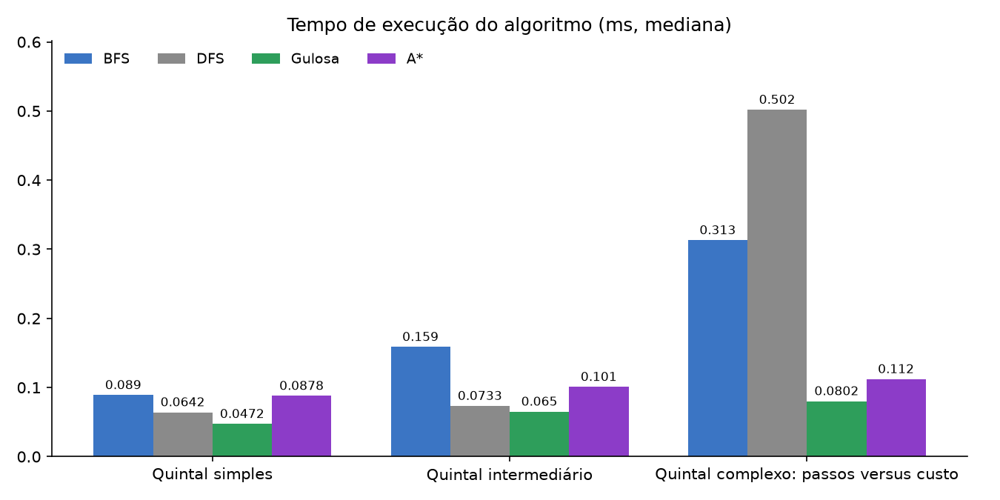 Tempo de execução do algoritmo (ms, mediana)
BFS DFS Gulosa A*
0.6
0.5
0.4
0.3
0.2
0.1
0.0
0.089 0.0642 0.0472 0.0878
0.159 0.0733 0.065 0.101
0.313 0.502 0.0802 0.112
Quintal simples Quintal intermediário Quintal complexo: passos versus custo